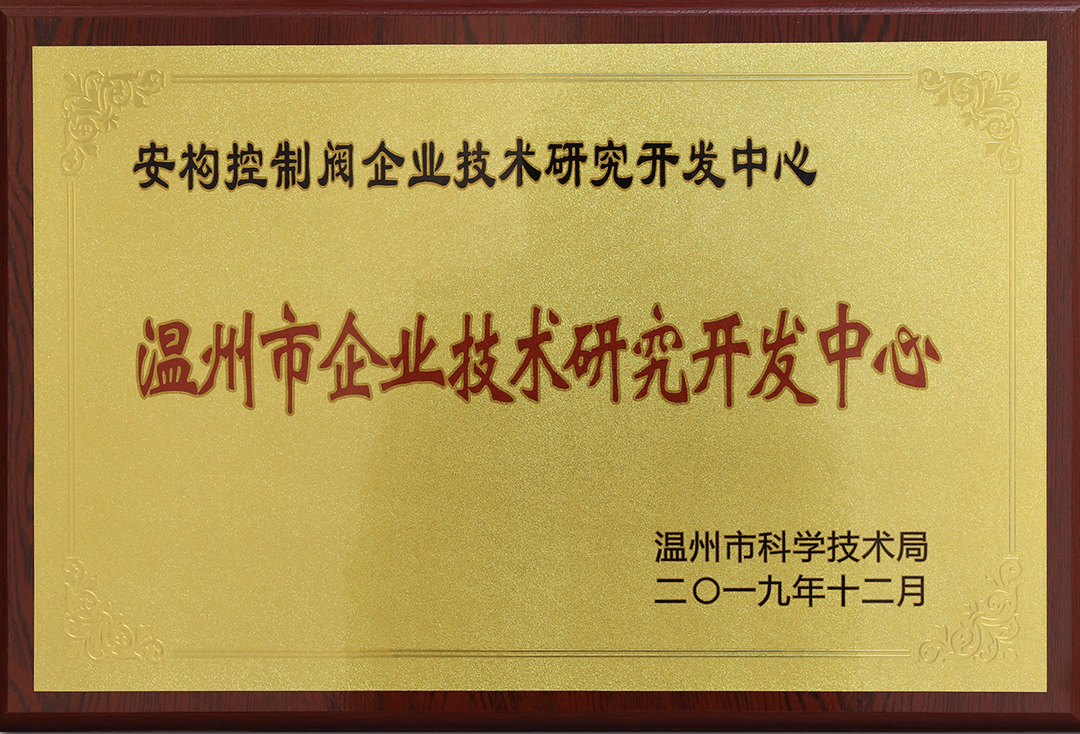 安构控制阀企业技术研究开发中心
温州市企业技术研究开发中心
温州市科学技术局
二〇一九年十二月